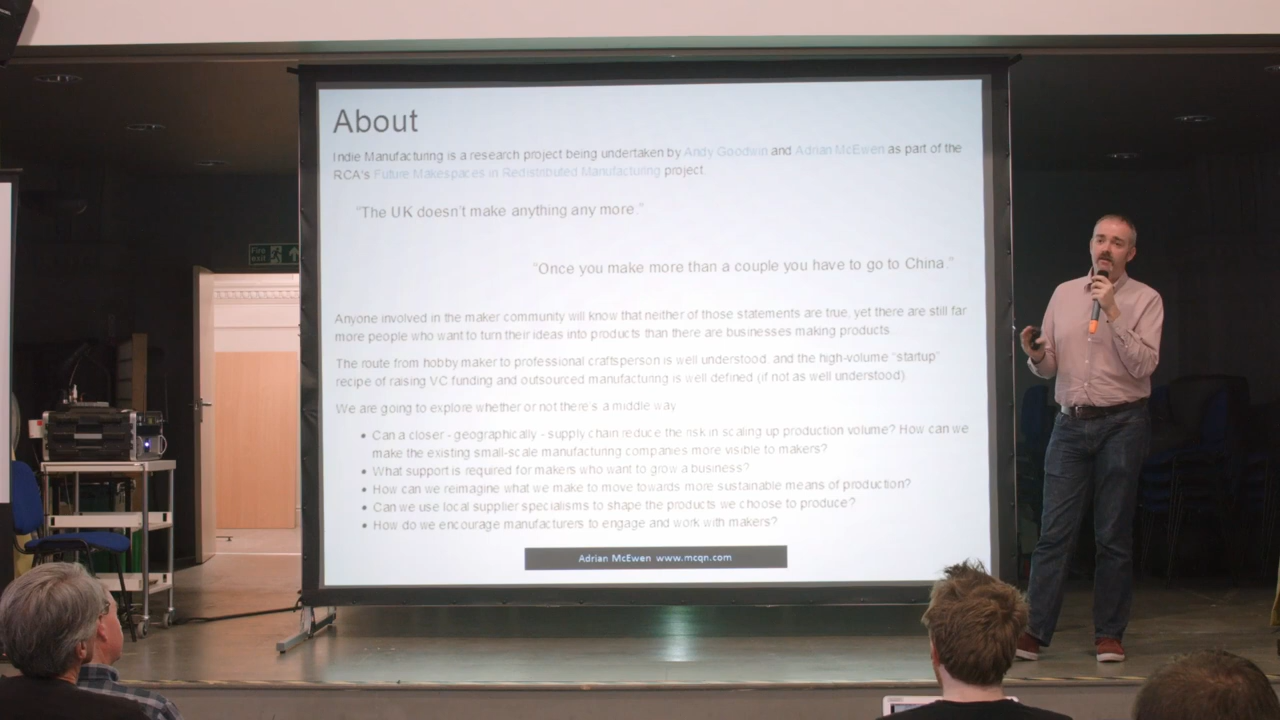 About
Indie Manufacturing is a research project being undertaken by Andy Goodwin and Adrian McEwen as part of the
RCA's Future Makespaces in Redistributed Manufacturing project.
"The UK doesn't make anything any more."
"Once you make more than a couple you have to go to China."
Fire
exit
Anyone involved in the maker community will know that neither of those statements are true, yet there are still far
more people who want to turn their ideas into products than there are businesses making products.
The route from hobby maker to professional craftsperson is well understood, and the high-volume "startup"
recipe of raising VC funding and outsourced manufacturing is well defined (if not as well understood).
We are going to explore whether or not there's a middle way
• Can a closer - geographically - supply chain reduce the risk in scaling up production volume? How can we
make the existing small-scale manufacturing companies more visible to makers?
• What support is required for makers who want to grow a business?
• How can we reimagine what we make to move towards more sustainable means of production?
• Can we use local supplier specialisms to shape the products we choose to produce?
• How do we encourage manufacturers to engage and work with makers?
Adrian McEwen www.mcqn.com